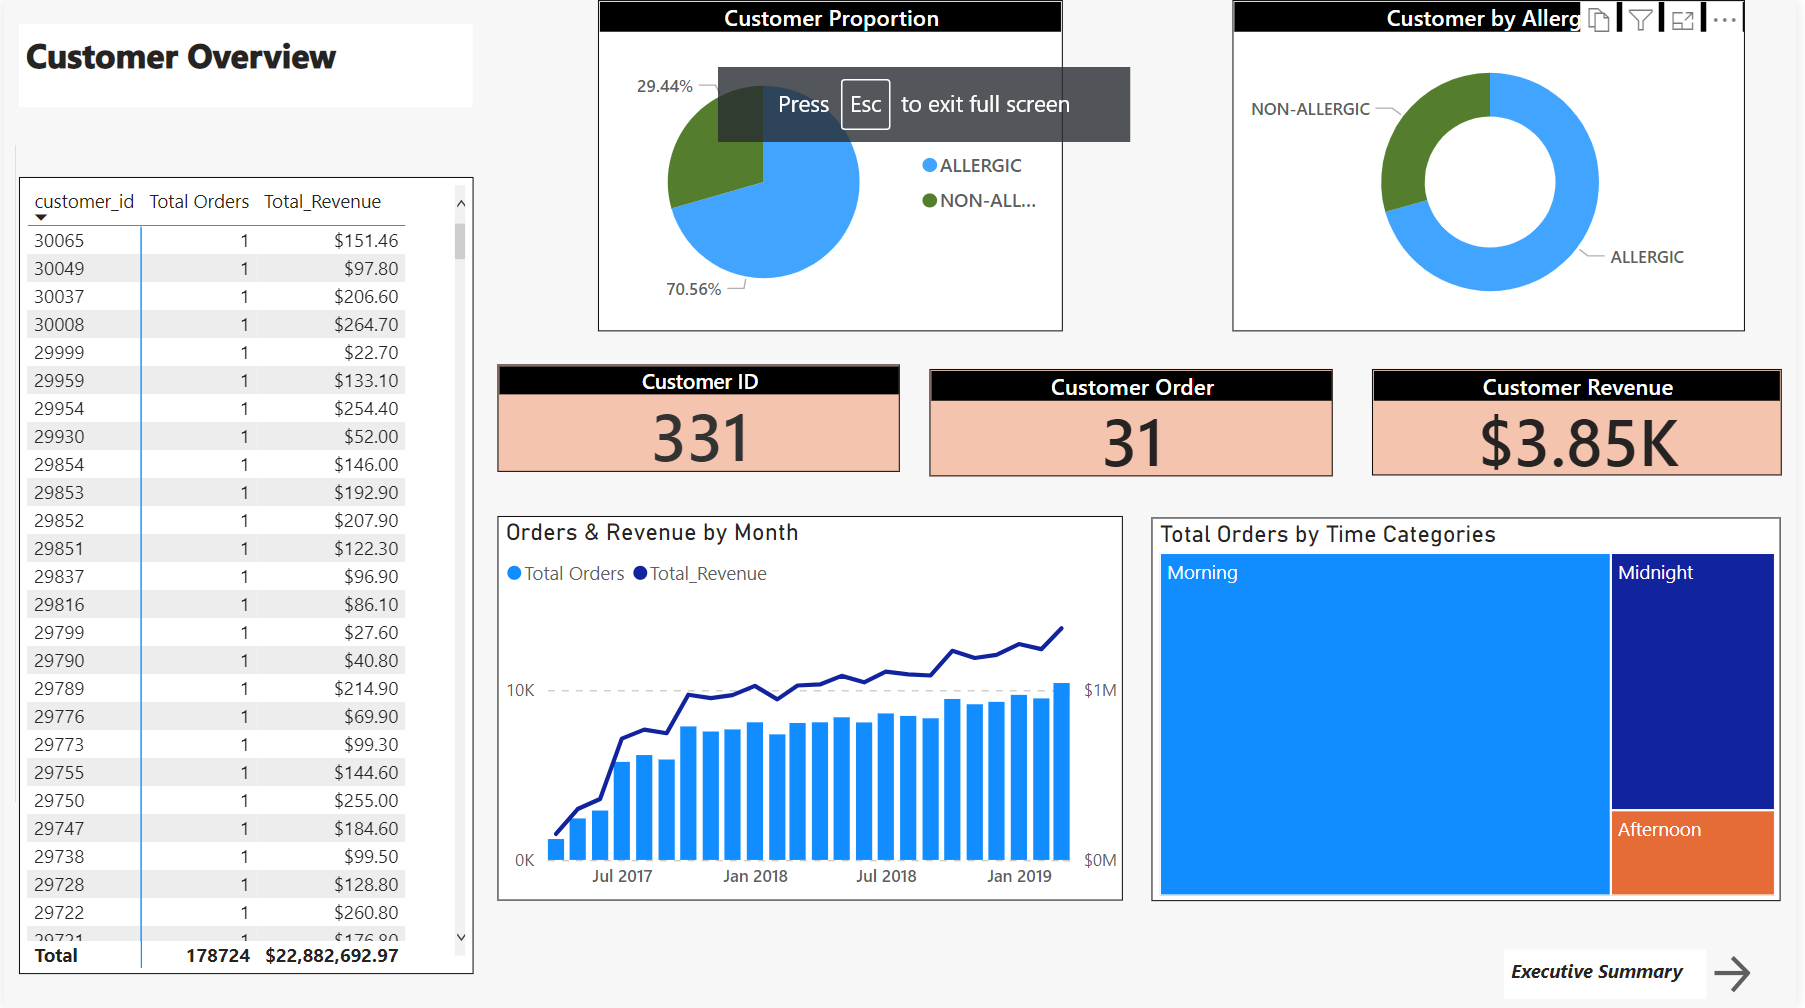 Customer Overview
customer_id Total Orders Total_Revenue
30065 1 $151.46
30049 1 $97.80
30037 1 $206.60
30008 1 $264.70
29999 1 $22.70
29959 1 $133.10
29954 1 $254.40
29930 1 $52.00
29854 1 $146.00
29853 1 $192.90
29852 1 $207.90
29851 1 $122.30
29837 1 $96.90
29816 1 $86.10
29799 1 $27.60
29790 1 $40.80
29789 1 $214.90
29776 1 $69.90
29773 1 $99.30
29755 1 $144.60
29750 1 $255.00
29747 1 $184.60
29738 1 $99.50
29728 1 $128.80
29722 1 $260.80
29721 1 $176.80
Total 178724 $22,882,692.97
Customer Proportion
29.44%
70.56%
ALLERGIC
NON-ALL...
Press Esc to exit full screen
Customer by Allerg
NON-ALLERGIC
ALLERGIC
Customer ID
331
Customer Order
31
Customer Revenue
$3.85K
Orders & Revenue by Month
Total Orders Total_Revenue
10K $1M
0K $0M
Jul 2017 Jan 2018 Jul 2018 Jan 2019
Total Orders by Time Categories
Morning
Midnight
Afternoon
Executive Summary